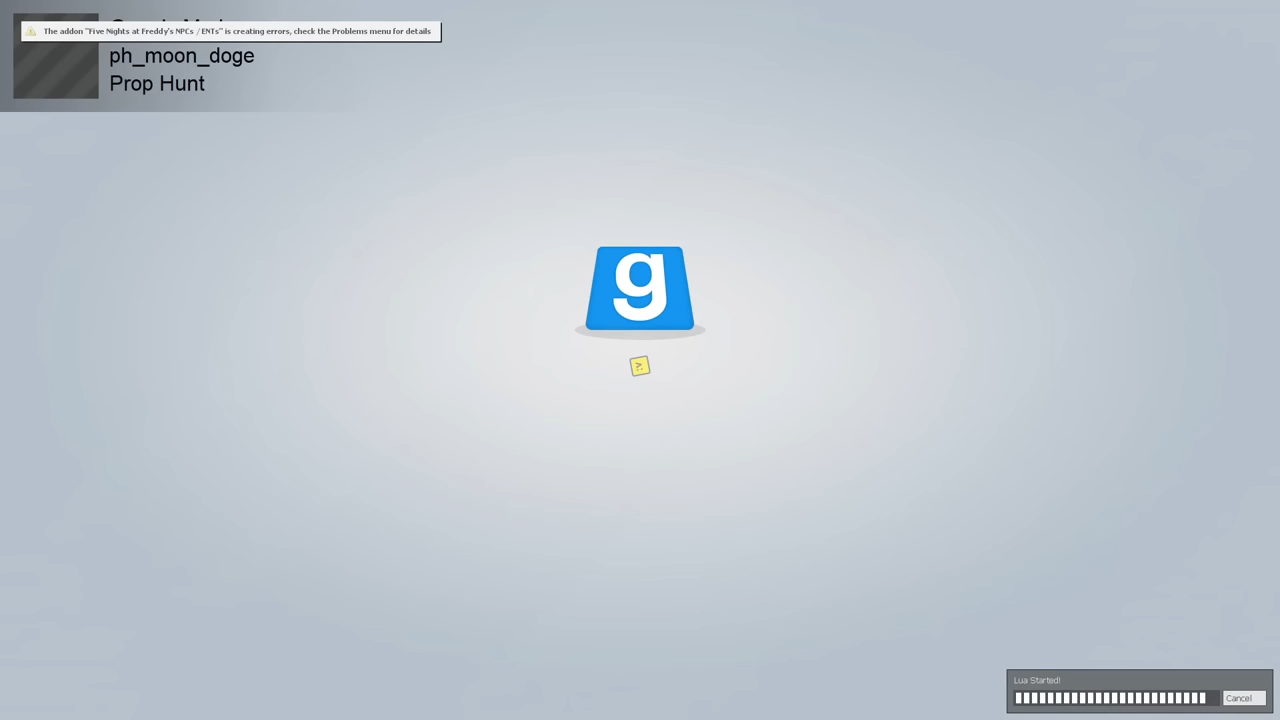 The addon "Five Nights at Freddy's NPCs / ENTs" is creating errors, check the Problems menu for details
ph_moon_doge
Prop Hunt
g
Lua Started!
Cancel